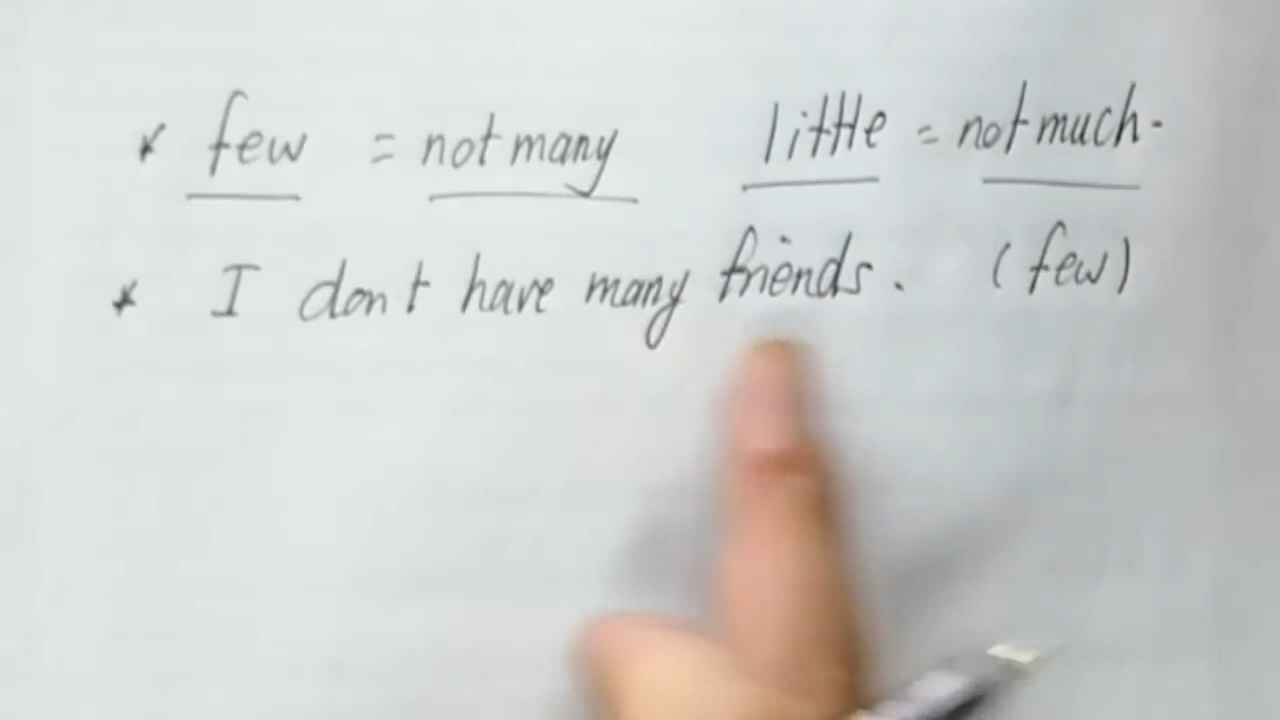 * few = not many little = not much.
* I don't have many friends. (few)